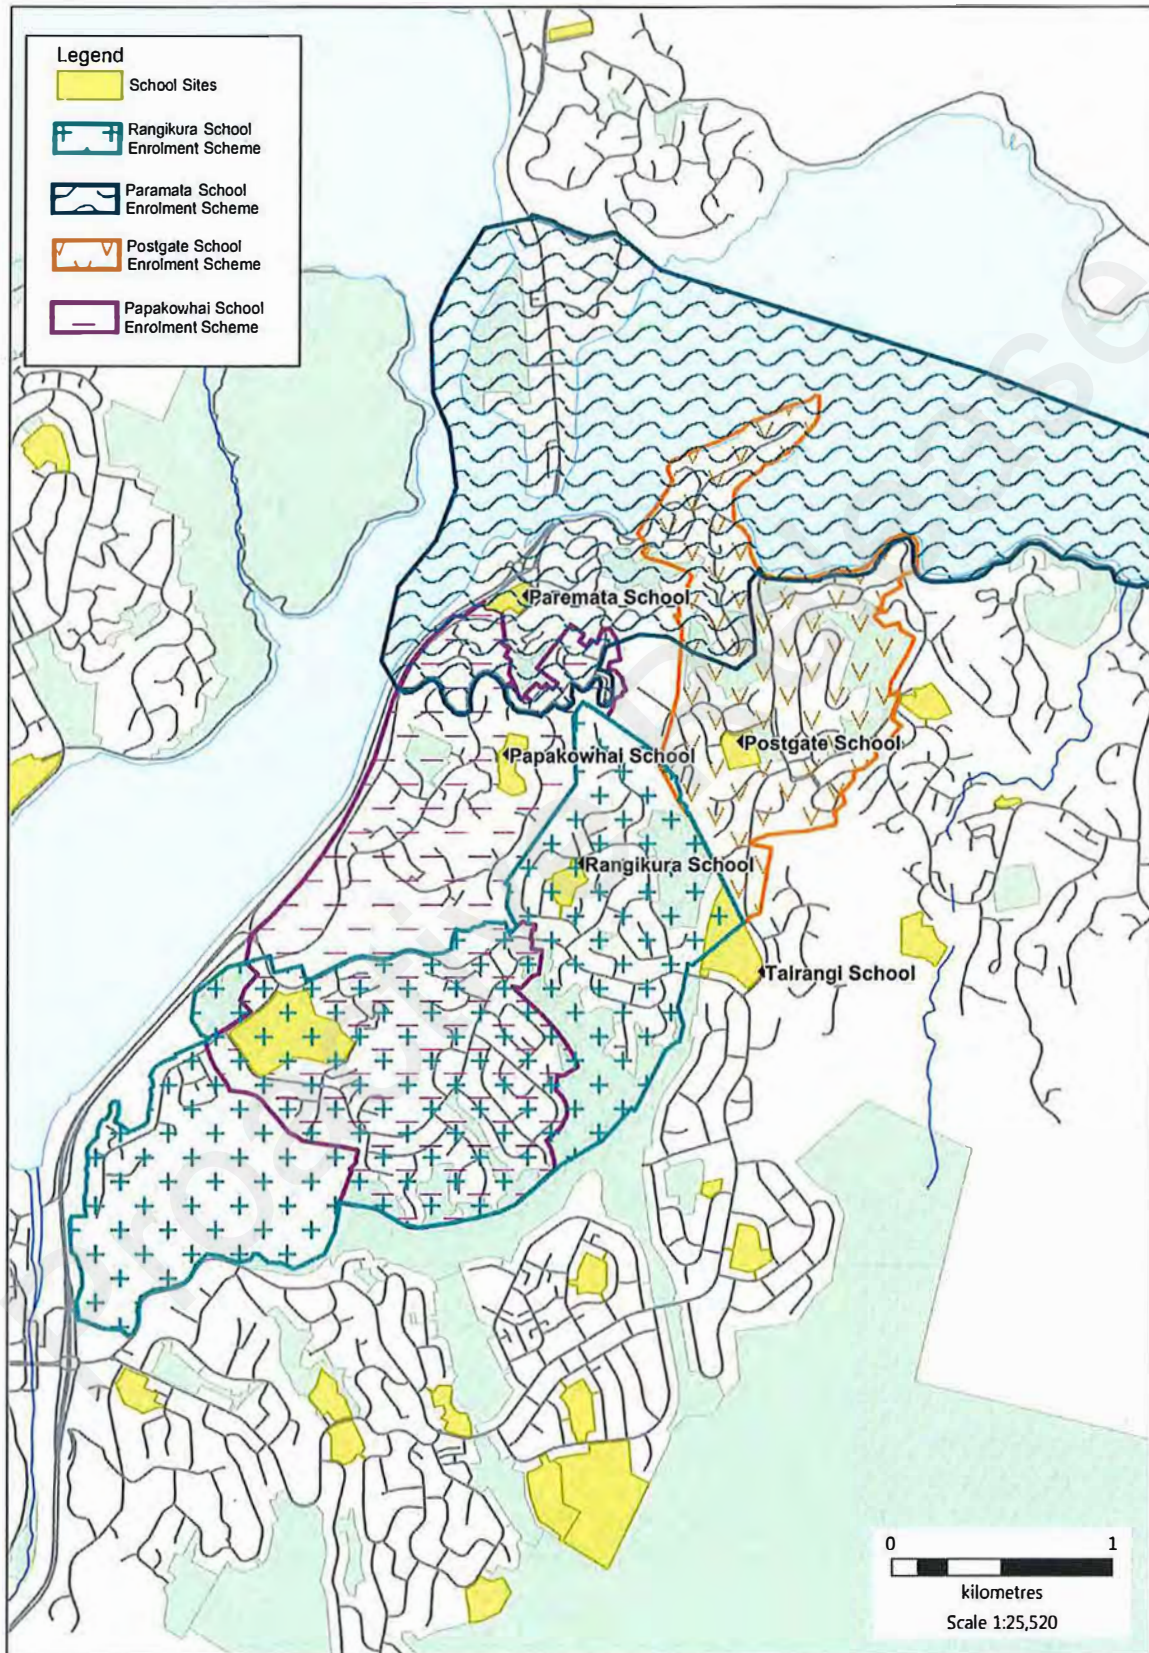 Legend
School Sites
Rangikura School
Enrolment Scheme
Paramata School
Enrolment Scheme
Postgate School
Enrolment Scheme
Papakowhai School
Enrolment Scheme
Paremata School
Postgate School
Papakowhai School
Rangikura School
Tairangi School
0 1
kilometres
Scale 1:25,520